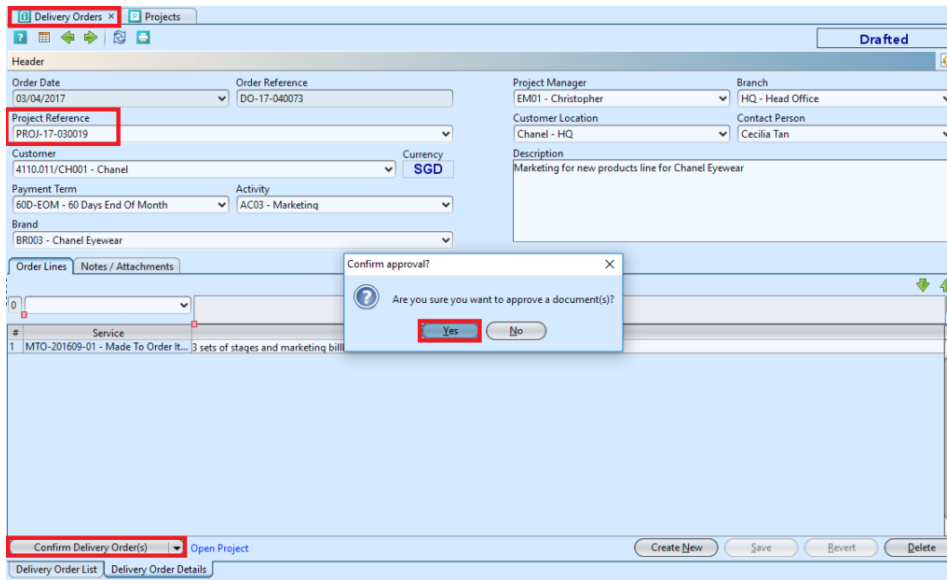 Delivery Orders × P Projects
?
Drafted
Header
Order Date Order Reference Project Manager Branch
03/04/2017 DO-17-040073 EM01 - Christopher HQ - Head Office
Project Reference Customer Location Contact Person
PROJ-17-030019 Chanel - HQ Cecilia Tan
Customer Currency Description
4110.011/CH001 - Chanel SGD Marketing for new products line for Chanel Eyewear
Payment Term Activity
60D-EOM - 60 Days End Of Month AC03 - Marketing
Brand
BR003 - Chanel Eyewear
Order Lines Notes / Attachments
Confirm approval? ×
Are you sure you want to approve a document(s)?
Yes No
0
# Service
1 MTO-201609-01 - Made To Order It... 3 sets of stages and marketing
Confirm Delivery Order(s) Open Project Create New Save Revert Delete
Delivery Order List Delivery Order Details